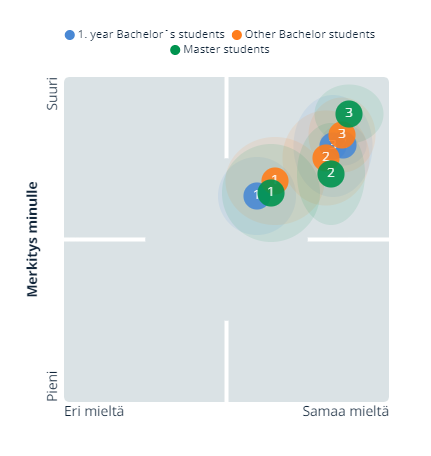 1. year Bachelor´s students Other Bachelor students
Master students
Suuri
3
3
2
2
1
1
1
Merkitys minulle
Pieni
Eri mieltä Samaa mieltä